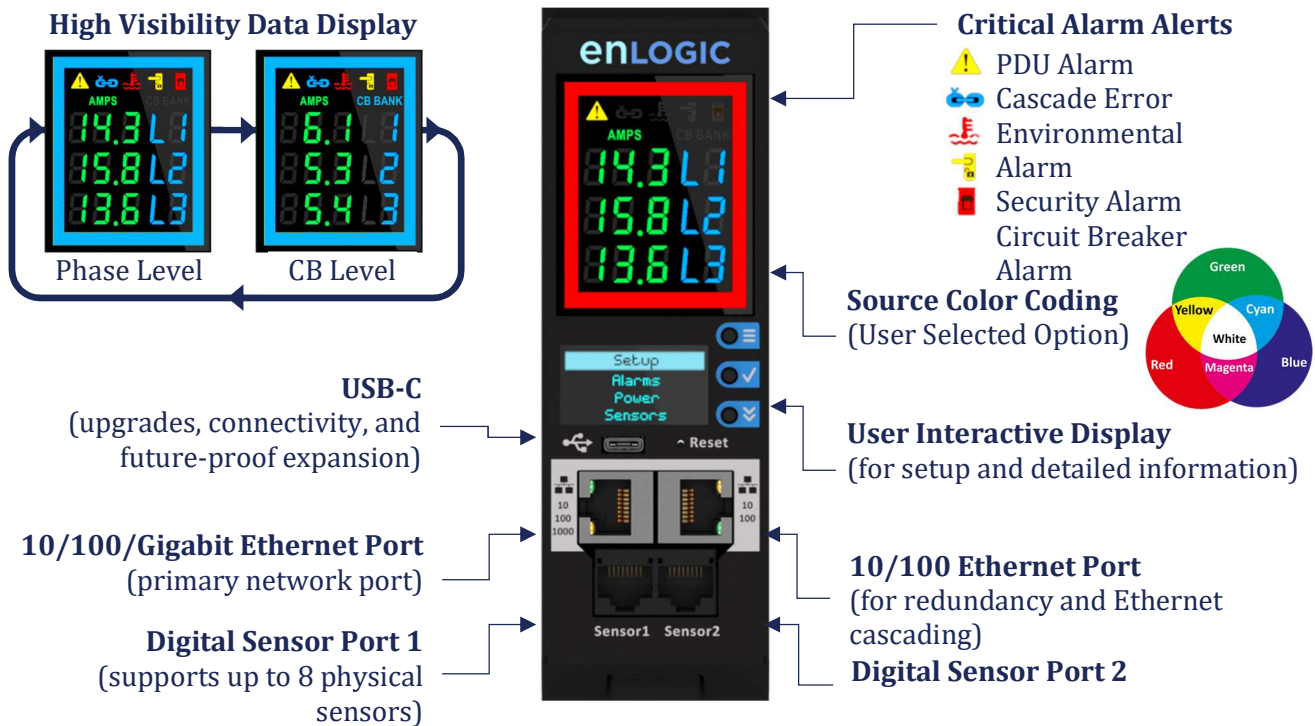 High Visibility Data Display
AMPS CB BANK
14.3 L1
15.8 L2
13.6 L3
Phase Level
AMPS CB BANK
6.1 1
5.3 L2
5.4 3
CB Level
enLOGIC
AMPS CB BANK
14.3 L1
15.8 L2
13.6 L3
Setup
Alarms
Power
Sensors
Reset
10
100
1000
10
100
Sensor1 Sensor2
USB-C
(upgrades, connectivity, and
future-proof expansion)
10/100/Gigabit Ethernet Port
(primary network port)
Digital Sensor Port 1
(supports up to 8 physical
sensors)
Critical Alarm Alerts
PDU Alarm
Cascade Error
Environmental
Alarm
Security Alarm
Circuit Breaker
Alarm
Source Color Coding
(User Selected Option)
Green
Yellow Cyan
White
Red Magenta Blue
User Interactive Display
(for setup and detailed information)
10/100 Ethernet Port
(for redundancy and Ethernet
cascading)
Digital Sensor Port 2